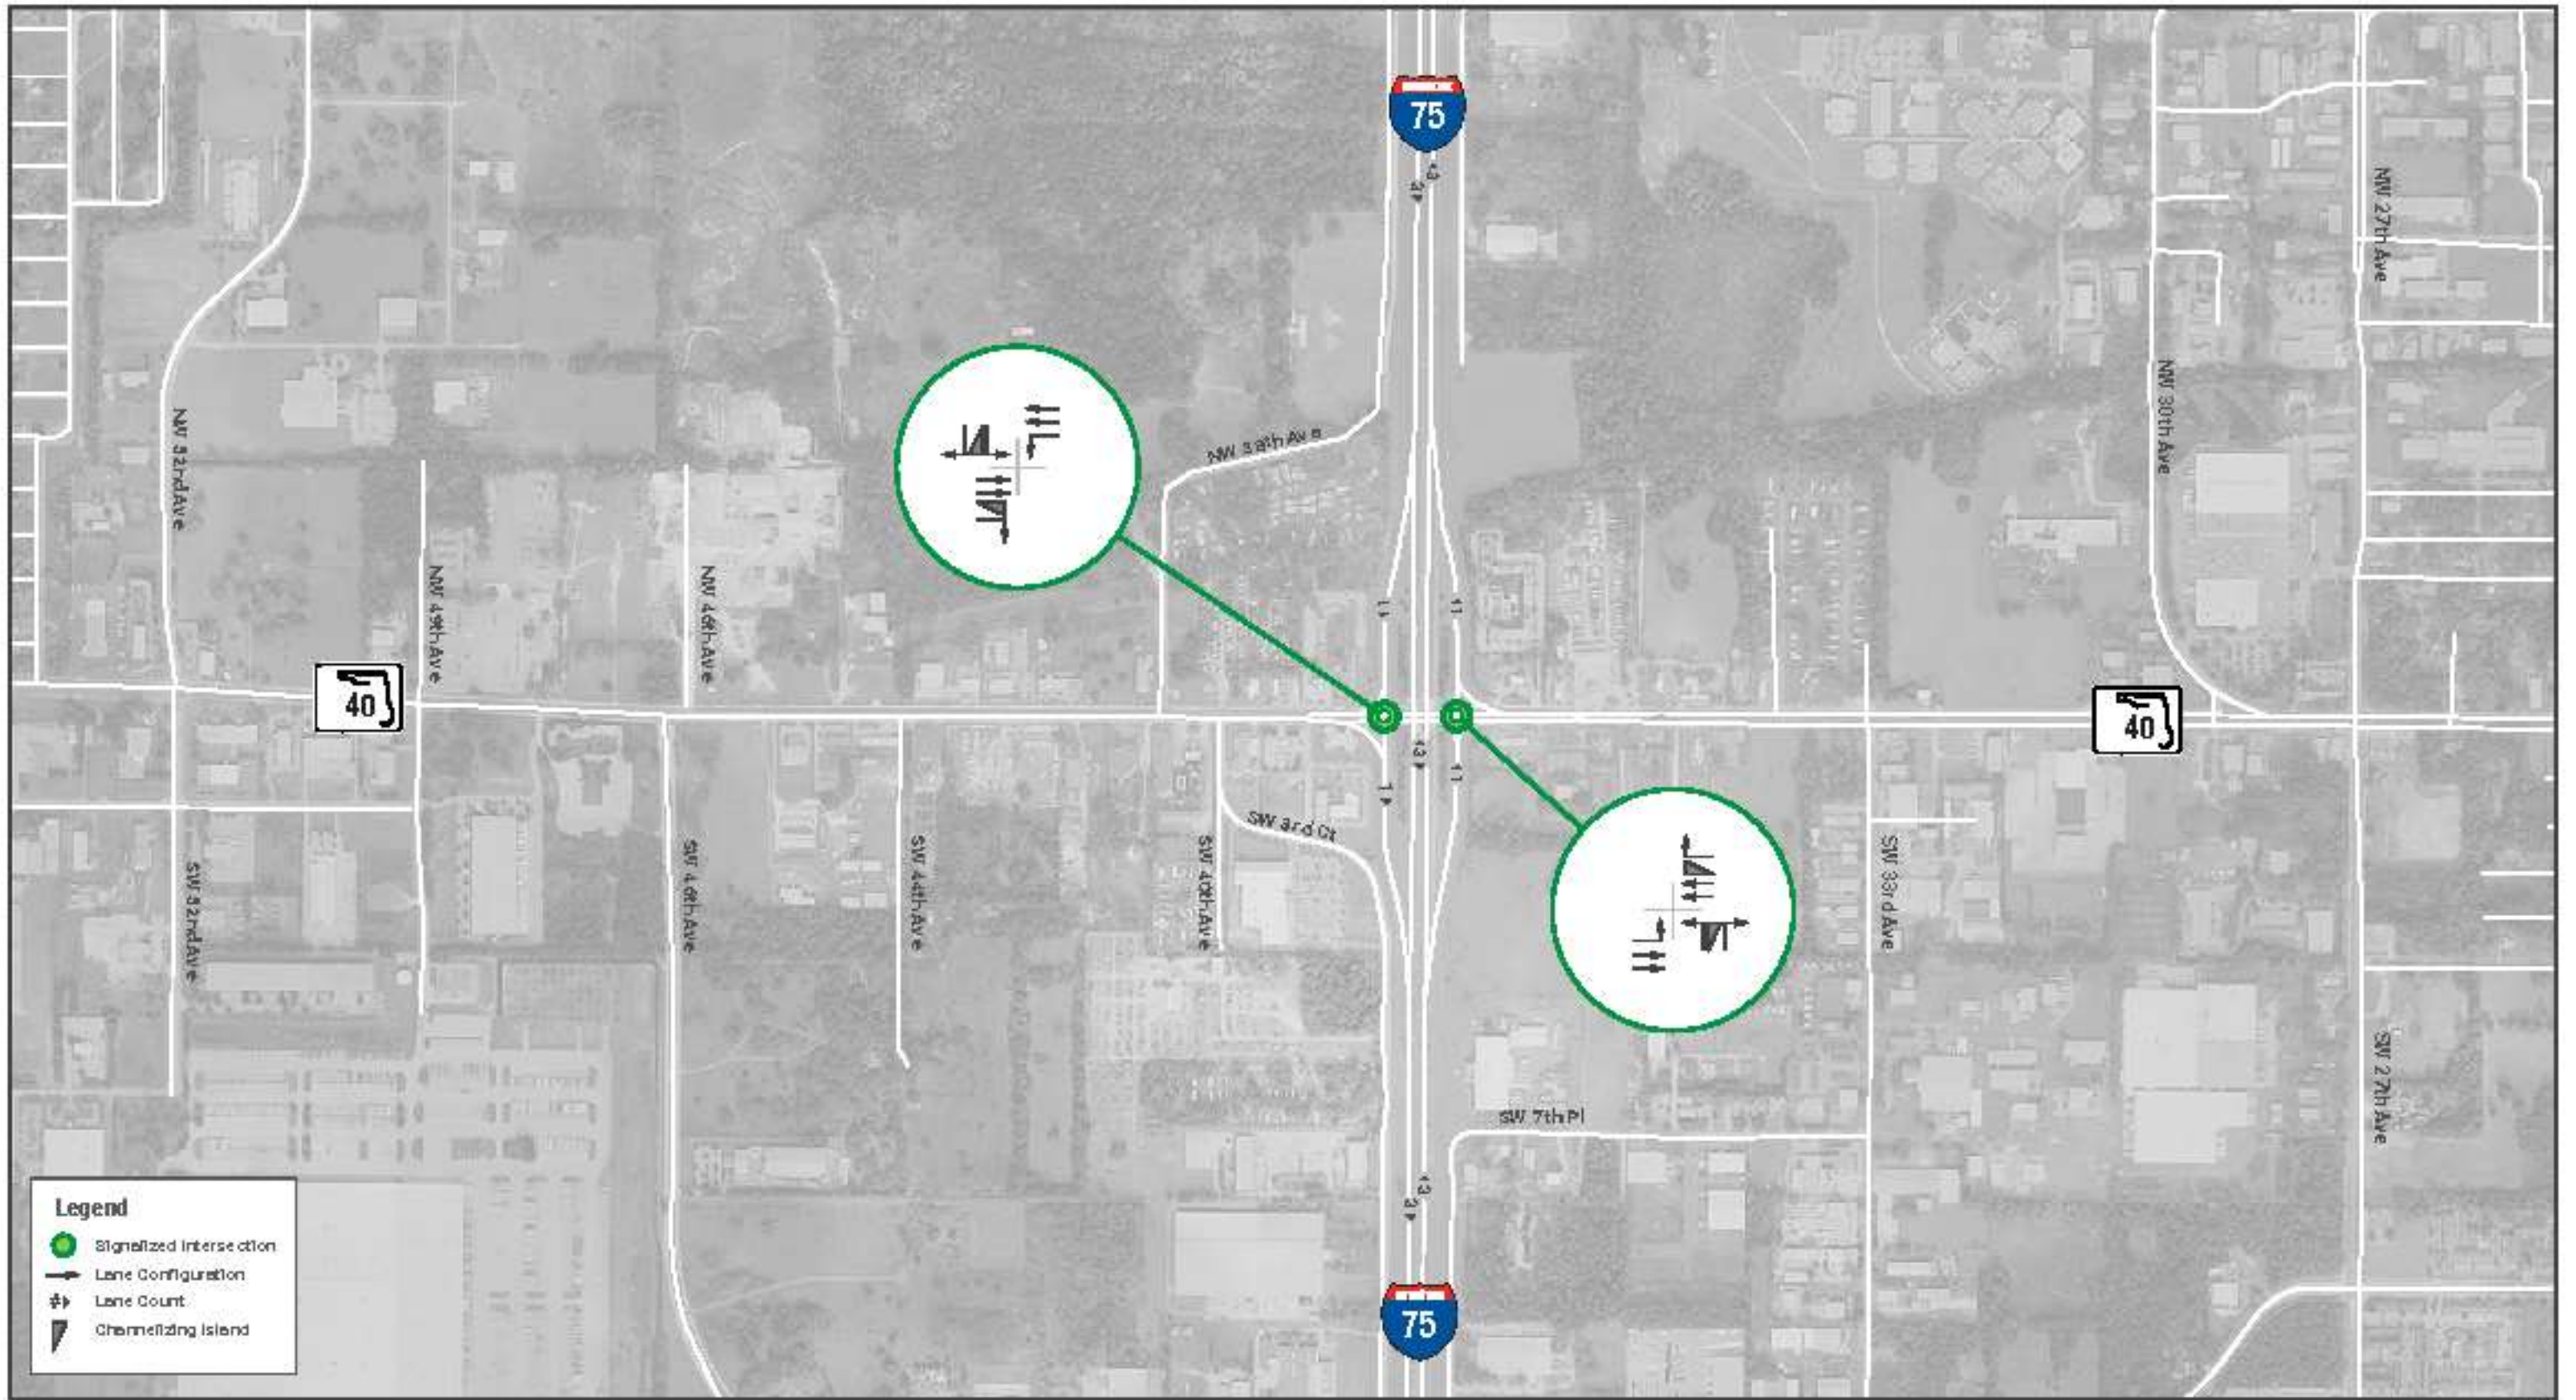 75
NW 27th Ave
NW 30th Ave
NW 52nd Ave
NW 38th Ave
NW 49th Ave
NW 46th Ave
40
40
SW 3rd Ct
SW 52nd Ave
SW 46th Ave
SW 44th Ave
SW 40th Ave
SW 33rd Ave
SW 27th Ave
SW 7th Pl
75
Legend
Signalized Intersection
Lane Configuration
# Lane Count
Channelizing Island